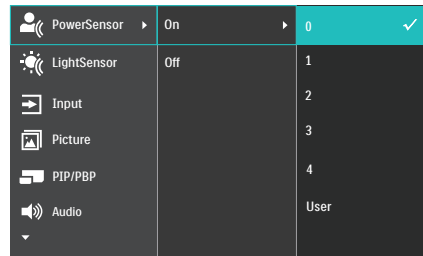 PowerSensor
On
0
LightSensor
Off
1
Input
2
Picture
3
PIP/PBP
4
Audio
User